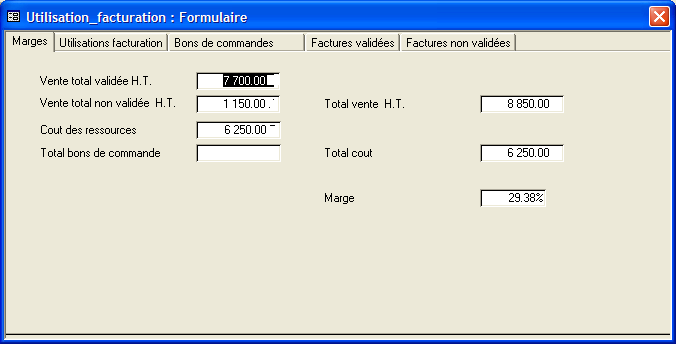 Utilisation_facturation : Formulaire
Marges Utilisations facturation Bons de commandes Factures validées Factures non validées
Vente total validée H.T. 7 700.00
Vente total non validée H.T. 1 150.00 Total vente H.T. 8 850.00
Cout des ressources 6 250.00
Total bons de commande Total cout 6 250.00
Marge 29.38%